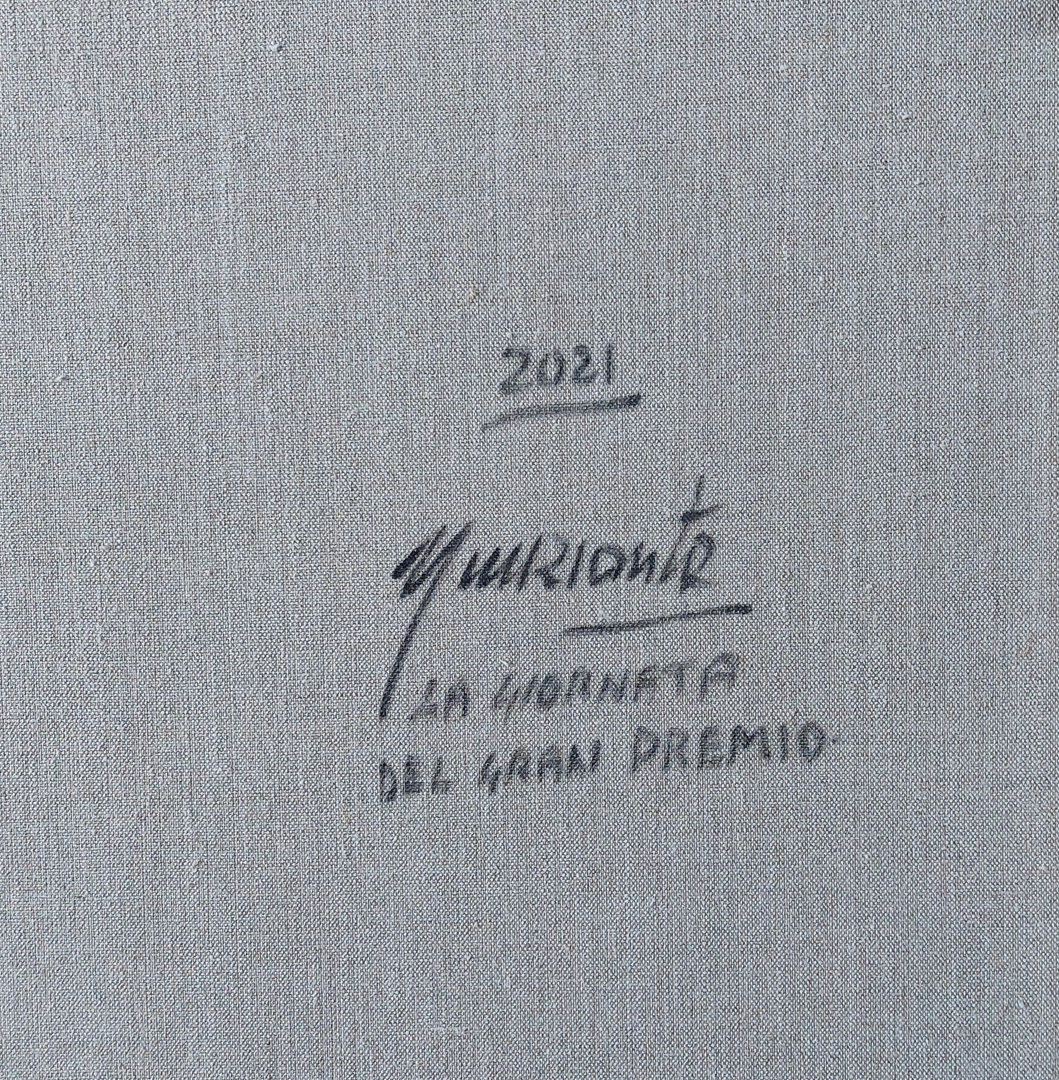 2021
LA GIORNATA
DEL GRAN PREMIO.